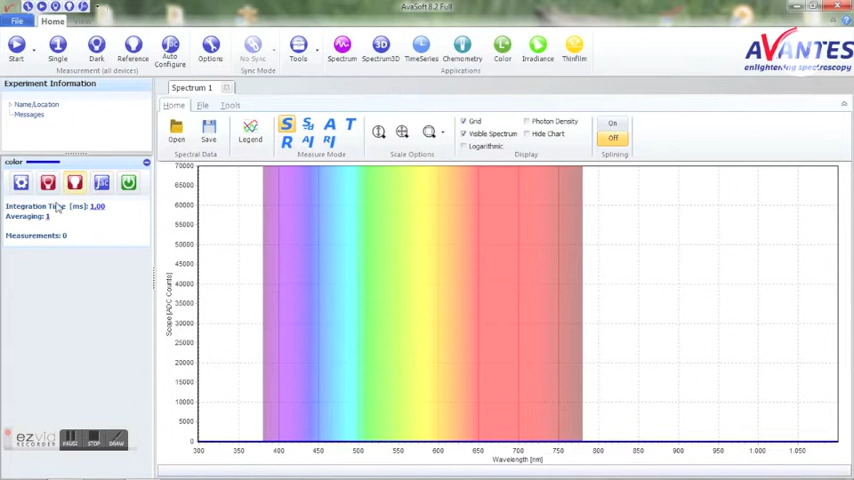 AvaSoft 8.2 Full
File Home View
Start Single Dark Reference Auto Configure Options No Sync Tools Spectrum Spectrum3D TimeSeries Chemometry Color Irradiance Thinfilm
Measurement (all devices) Sync Mode Applications
AVANTES
enlightening spectroscopy
Experiment Information
Name/Location
Messages
color
Integration Time [ms]: 1.00
Averaging: 1
Measurements: 0
Spectrum 1
Home File Tools
Open Save Legend
S A T
R
Grid Photon Density
Visible Spectrum Hide Chart
Logarithmic
On
Off
Spectral Data Measure Mode Scale Options Display Splining
70000
65000
60000
55000
50000
45000
40000
35000
30000
25000
20000
15000
10000
5000
0
Scope [ADC Counts]
300 350 400 450 500 550 600 650 700 750 800 850 900 950 1.000 1.050
Wavelength [nm]
ezvid
RECORDER
PAUSE STOP DRAW